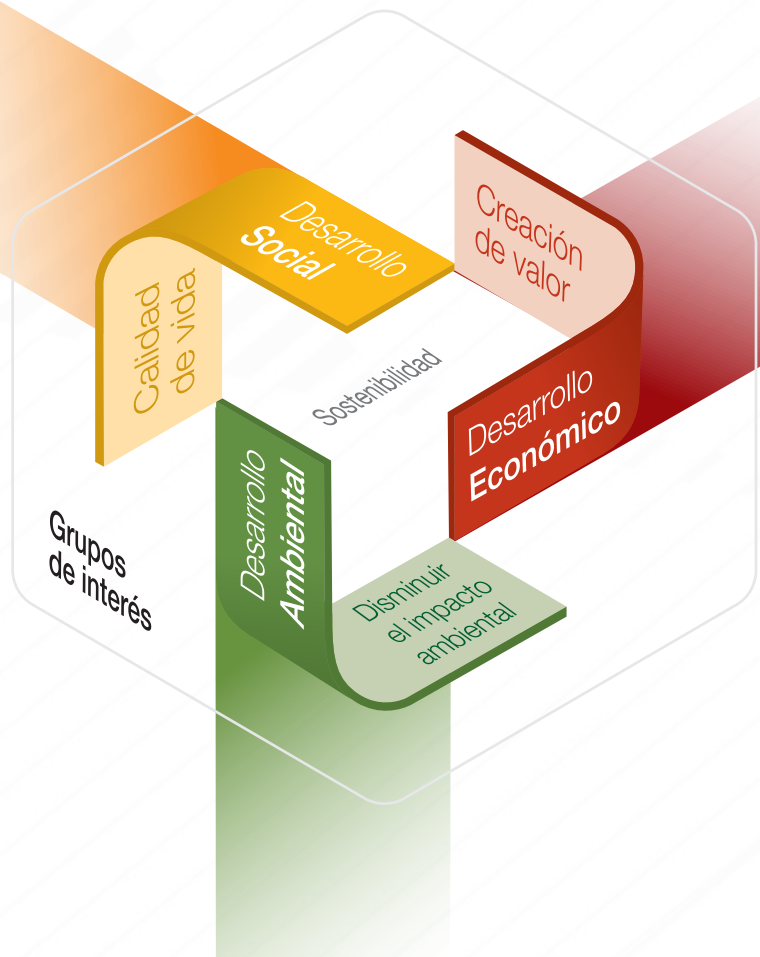 Desarrollo
Social
Calidad
de vida
Creación
de valor
Desarrollo
Económico
Sostenibilidad
Desarrollo
Ambiental
Disminuir
el impacto
ambiental
Grupos
de interés